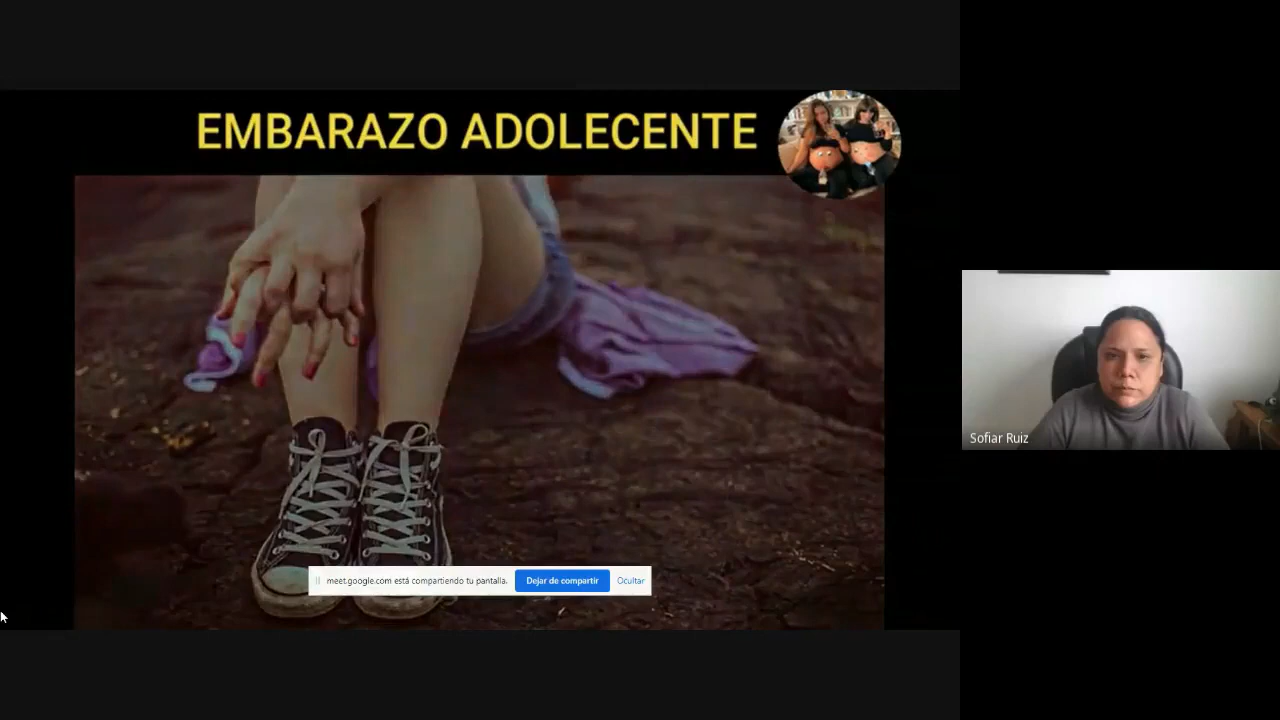 EMBARAZO ADOLECENTE
meet.google.com está compartiendo tu pantalla.
Dejar de compartir
Ocultar
Sofiar Ruiz